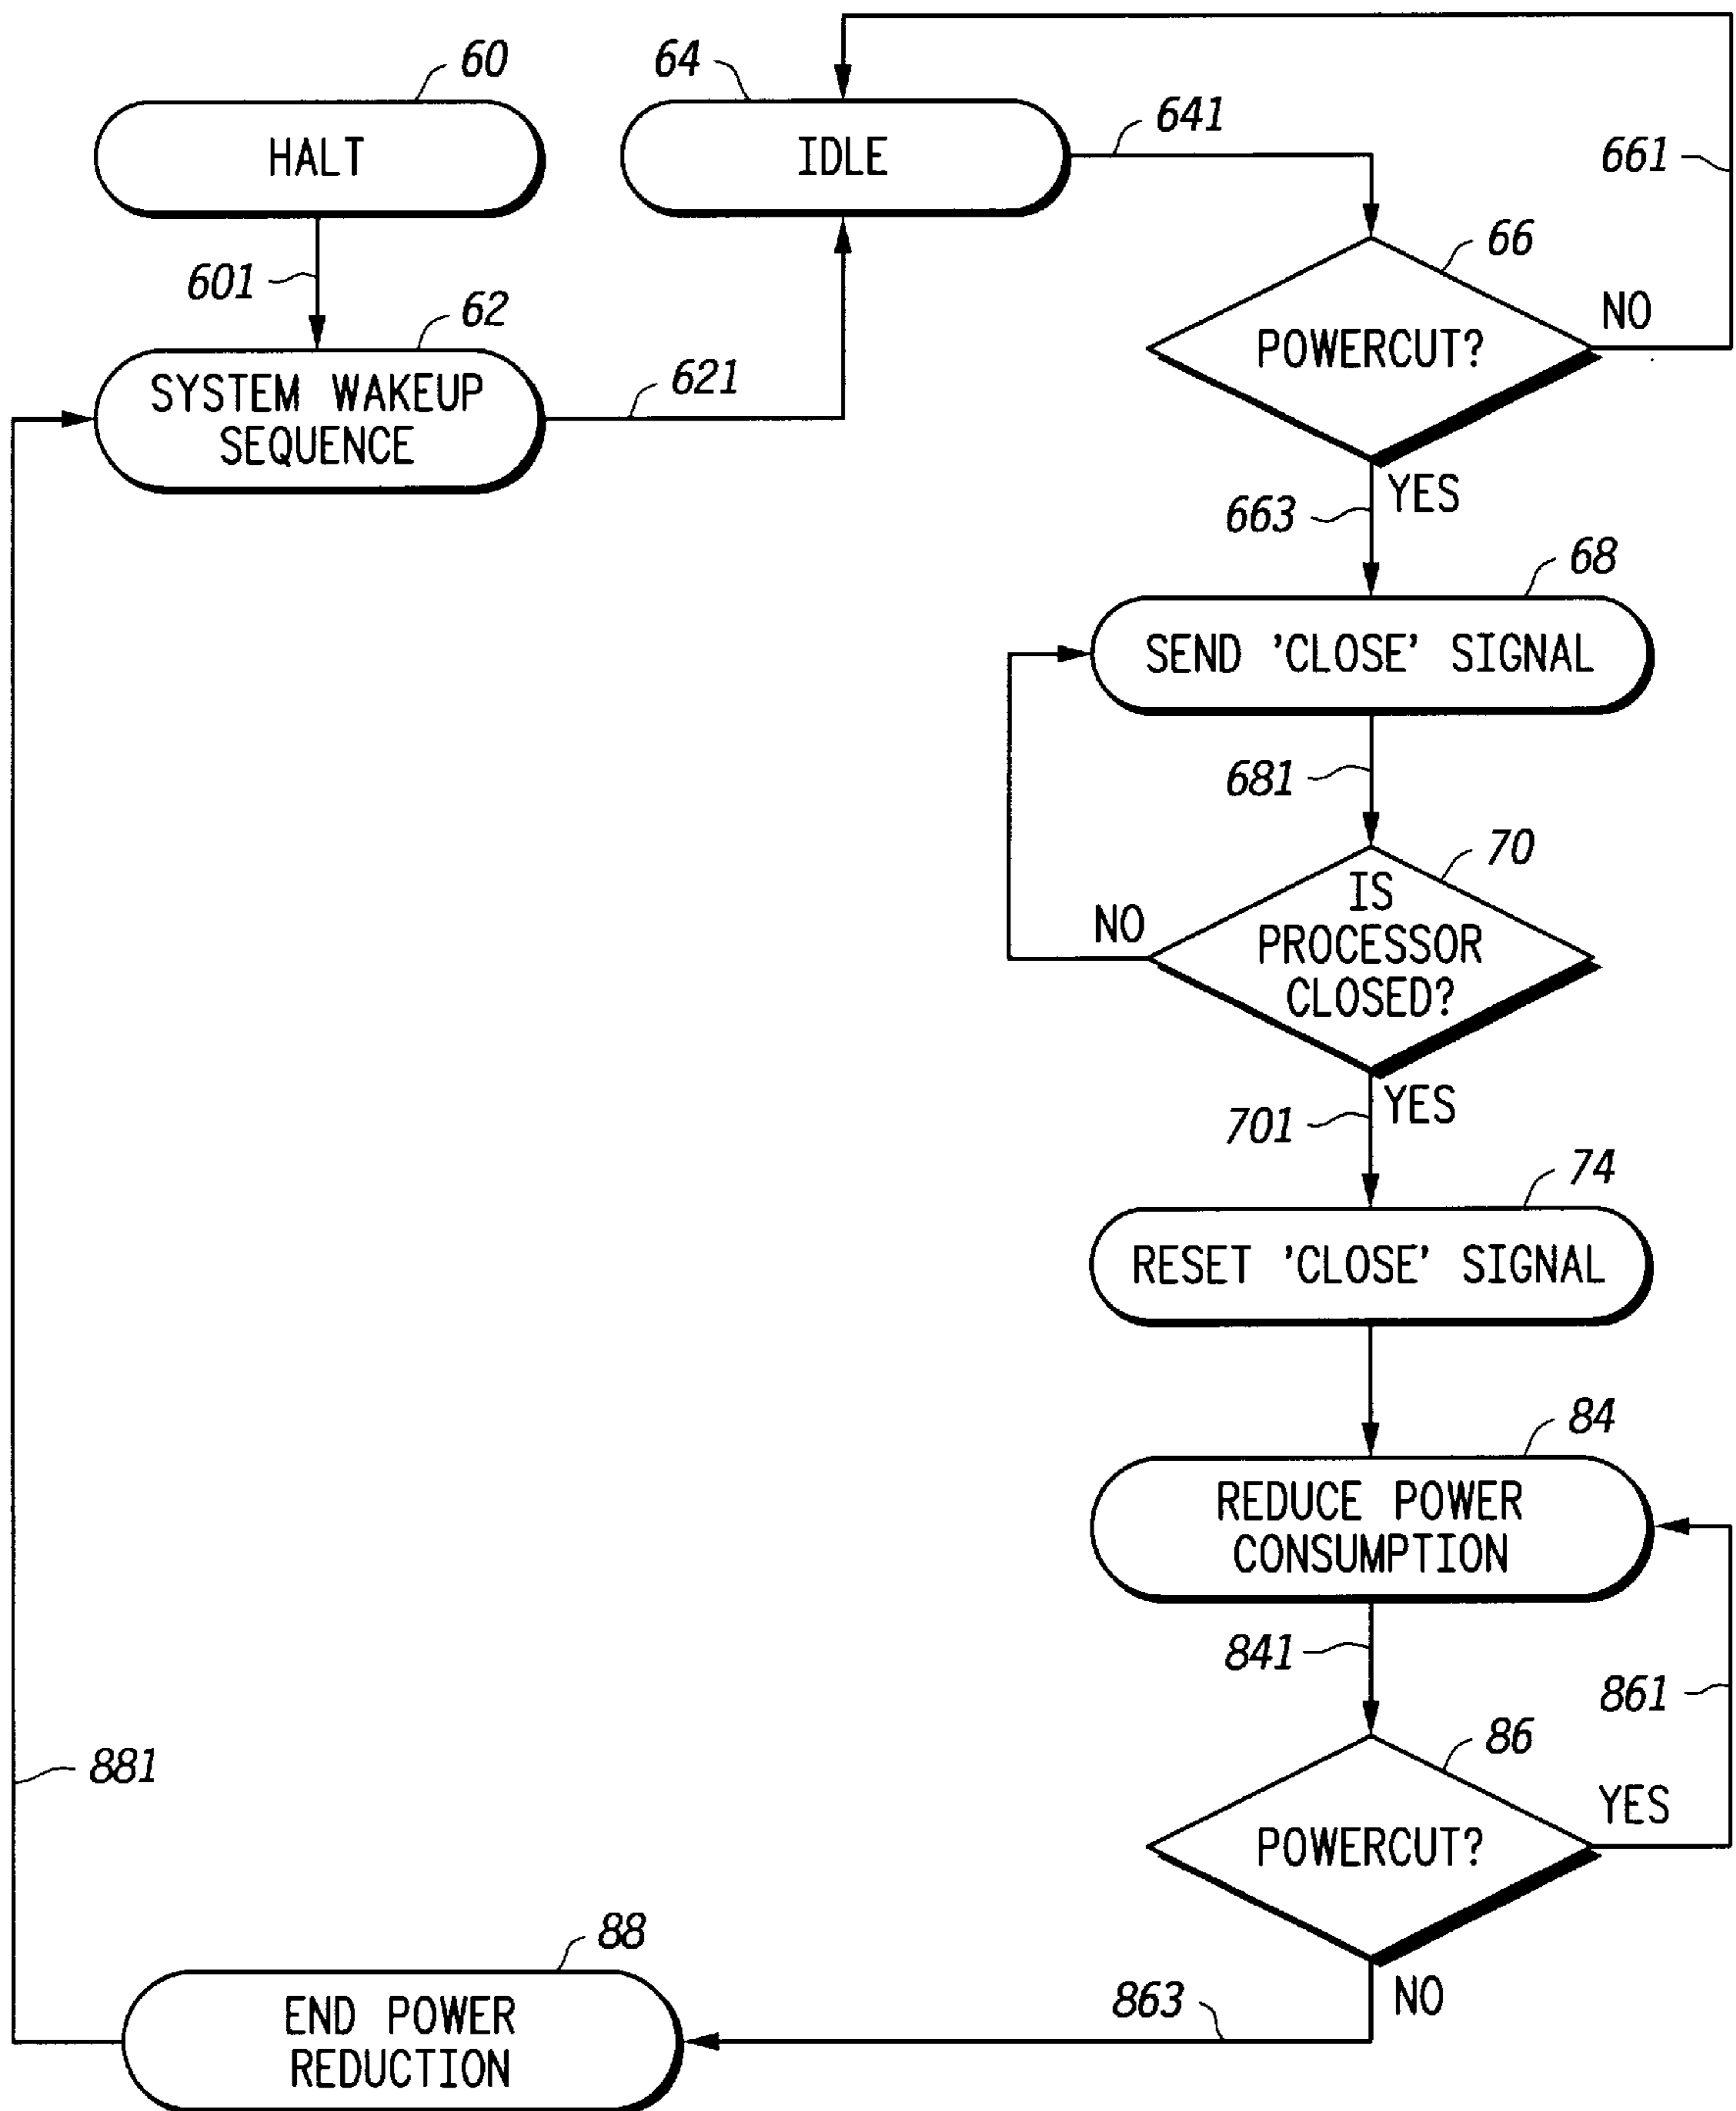 60
HALT
601
62
SYSTEM WAKEUP
SEQUENCE
621
64
IDLE
641
661
66
POWERCUT?
NO
YES
663
68
SEND 'CLOSE' SIGNAL
681
70
IS
PROCESSOR
CLOSED?
NO
YES
701
74
RESET 'CLOSE' SIGNAL
84
REDUCE POWER
CONSUMPTION
841
861
86
POWERCUT?
YES
NO
863
88
END POWER
REDUCTION
881